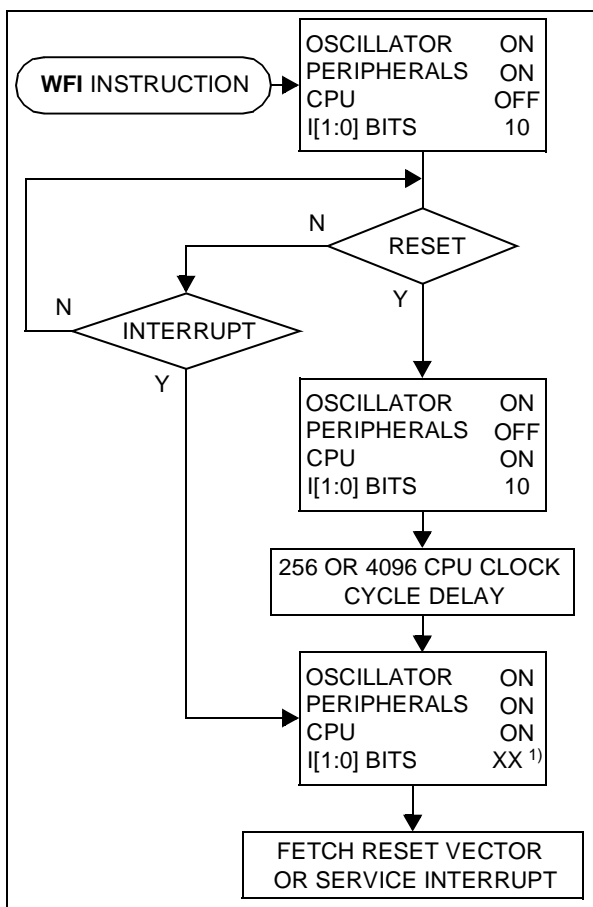 WFI INSTRUCTION
OSCILLATOR ON
PERIPHERALS ON
CPU OFF
I[1:0] BITS 10
N
RESET
Y
N
INTERRUPT
Y
OSCILLATOR ON
PERIPHERALS OFF
CPU ON
I[1:0] BITS 10
256 OR 4096 CPU CLOCK
CYCLE DELAY
OSCILLATOR ON
PERIPHERALS ON
CPU ON
I[1:0] BITS XX 1)
FETCH RESET VECTOR
OR SERVICE INTERRUPT